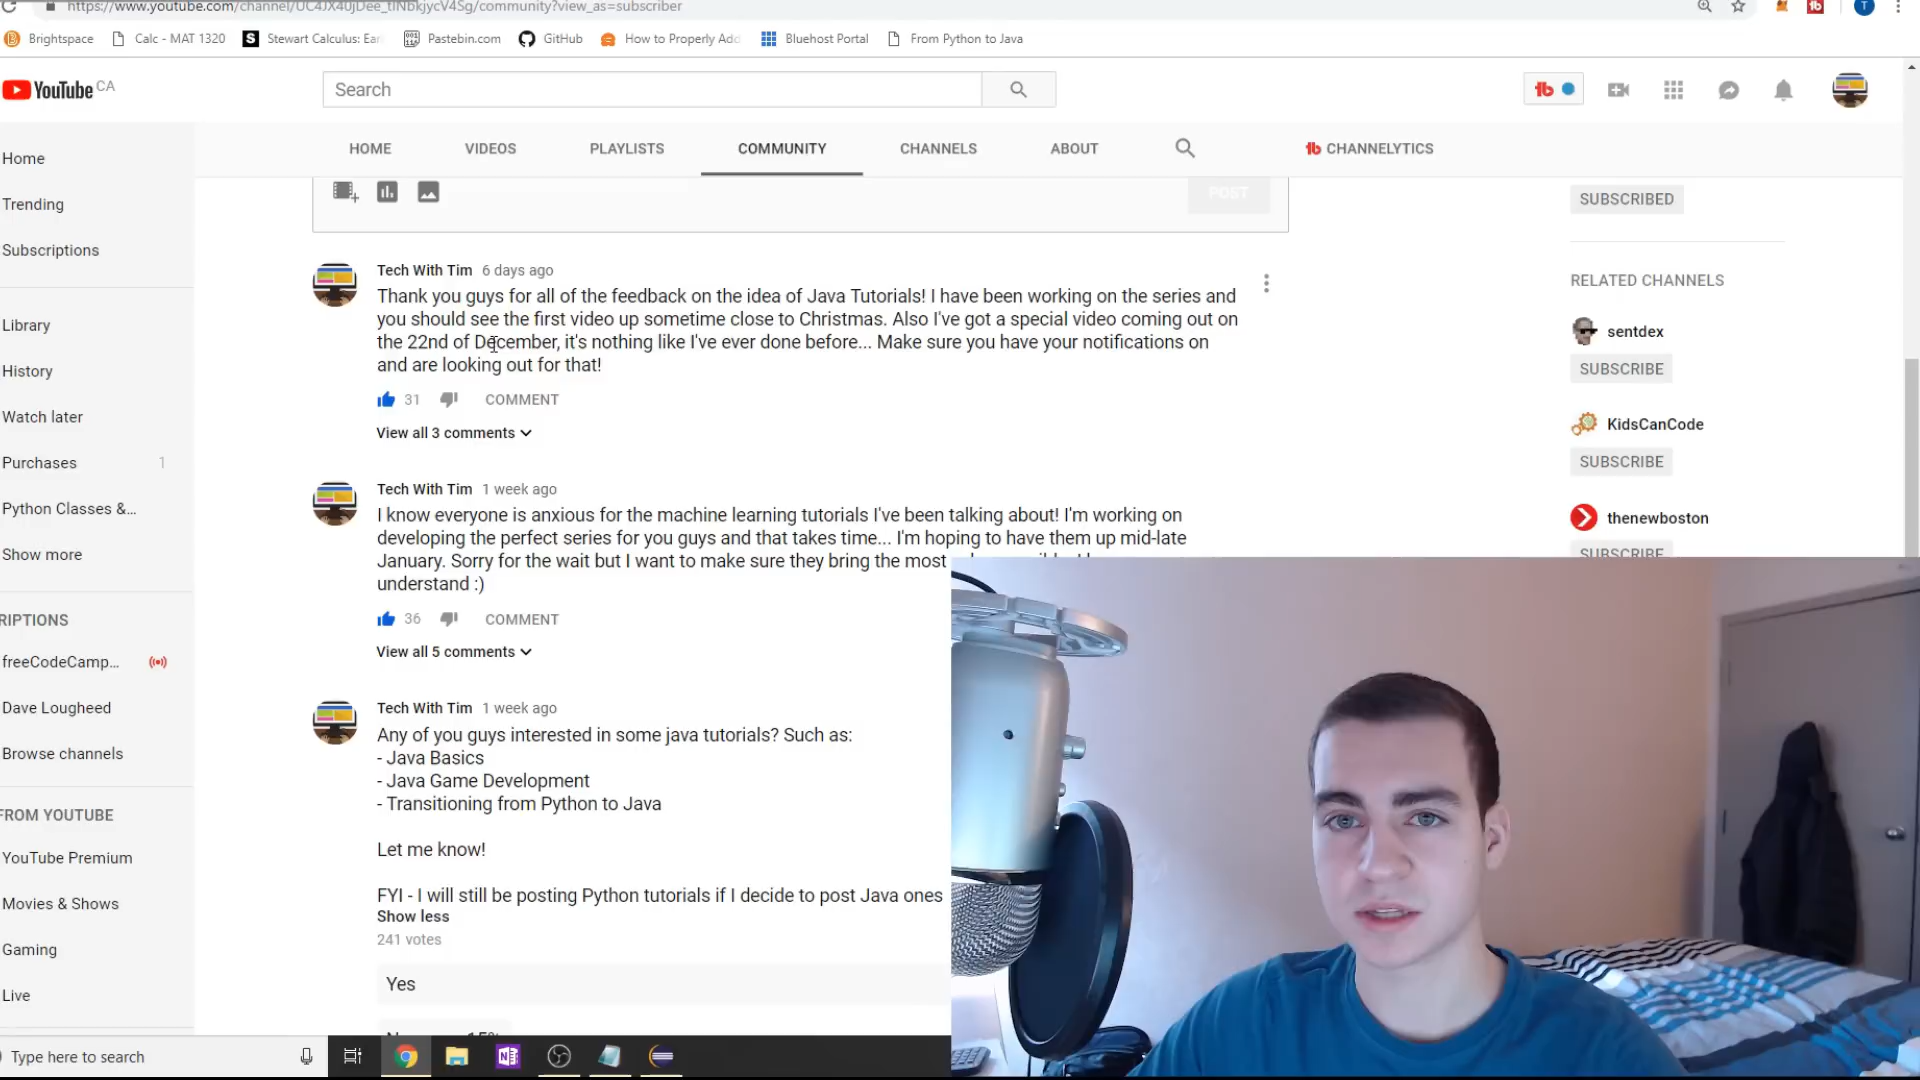 https://www.youtube.com/channel/UC4JX40jDee_tINbkjycV4Sg/community?view_as=subscriber
Brightspace
Calc - MAT 1320
Stewart Calculus: Ear
Pastebin.com
GitHub
How to Properly Ad
Bluehost Portal
From Python to Java
YouTube CA
Search
HOME
VIDEOS
PLAYLISTS
COMMUNITY
CHANNELS
ABOUT
CHANNELYTICS
Home
Trending
Subscriptions
Library
History
Watch later
Purchases 1
Python Classes &...
Show more
RIPTIONS
freeCodeCamp...
Dave Lougheed
Browse channels
FROM YOUTUBE
YouTube Premium
Movies & Shows
Gaming
Live
POST
Tech With Tim 6 days ago
Thank you guys for all of the feedback on the idea of Java Tutorials! I have been working on the series and
you should see the first video up sometime close to Christmas. Also I've got a special video coming out on
the 22nd of December, it's nothing like I've ever done before... Make sure you have your notifications on
and are looking out for that!
31 COMMENT
View all 3 comments
Tech With Tim 1 week ago
I know everyone is anxious for the machine learning tutorials I've been talking about! I'm working on
developing the perfect series for you guys and that takes time... I'm hoping to have them up mid-late
January. Sorry for the wait but I want to make sure they bring the most
understand :)
36 COMMENT
View all 5 comments
Tech With Tim 1 week ago
Any of you guys interested in some java tutorials? Such as:
- Java Basics
- Java Game Development
- Transitioning from Python to Java
Let me know!
FYI - I will still be posting Python tutorials if I decide to post Java ones
Show less
241 votes
Yes
SUBSCRIBED
RELATED CHANNELS
sentdex
SUBSCRIBE
KidsCanCode
SUBSCRIBE
thenewboston
SUBSCRIBE
Type here to search